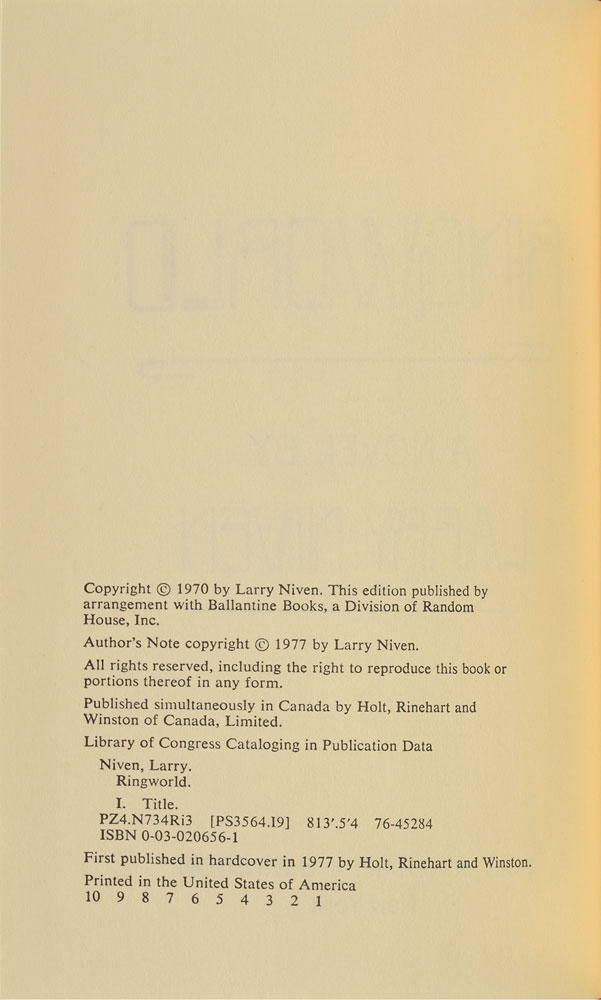 Copyright © 1970 by Larry Niven. This edition published by
arrangement with Ballantine Books, a Division of Random
House, Inc.
Author's Note copyright © 1977 by Larry Niven.
All rights reserved, including the right to reproduce this book or
portions thereof in any form.
Published simultaneously in Canada by Holt, Rinehart and
Winston of Canada, Limited.
Library of Congress Cataloging in Publication Data
Niven, Larry.
Ringworld.
I. Title.
PZ4.N734Ri3 [PS3564.I9] 813'.5'4 76-45284
ISBN 0-03-020656-1
First published in hardcover in 1977 by Holt, Rinehart and Winston.
Printed in the United States of America
10 9 8 7 6 5 4 3 2 1